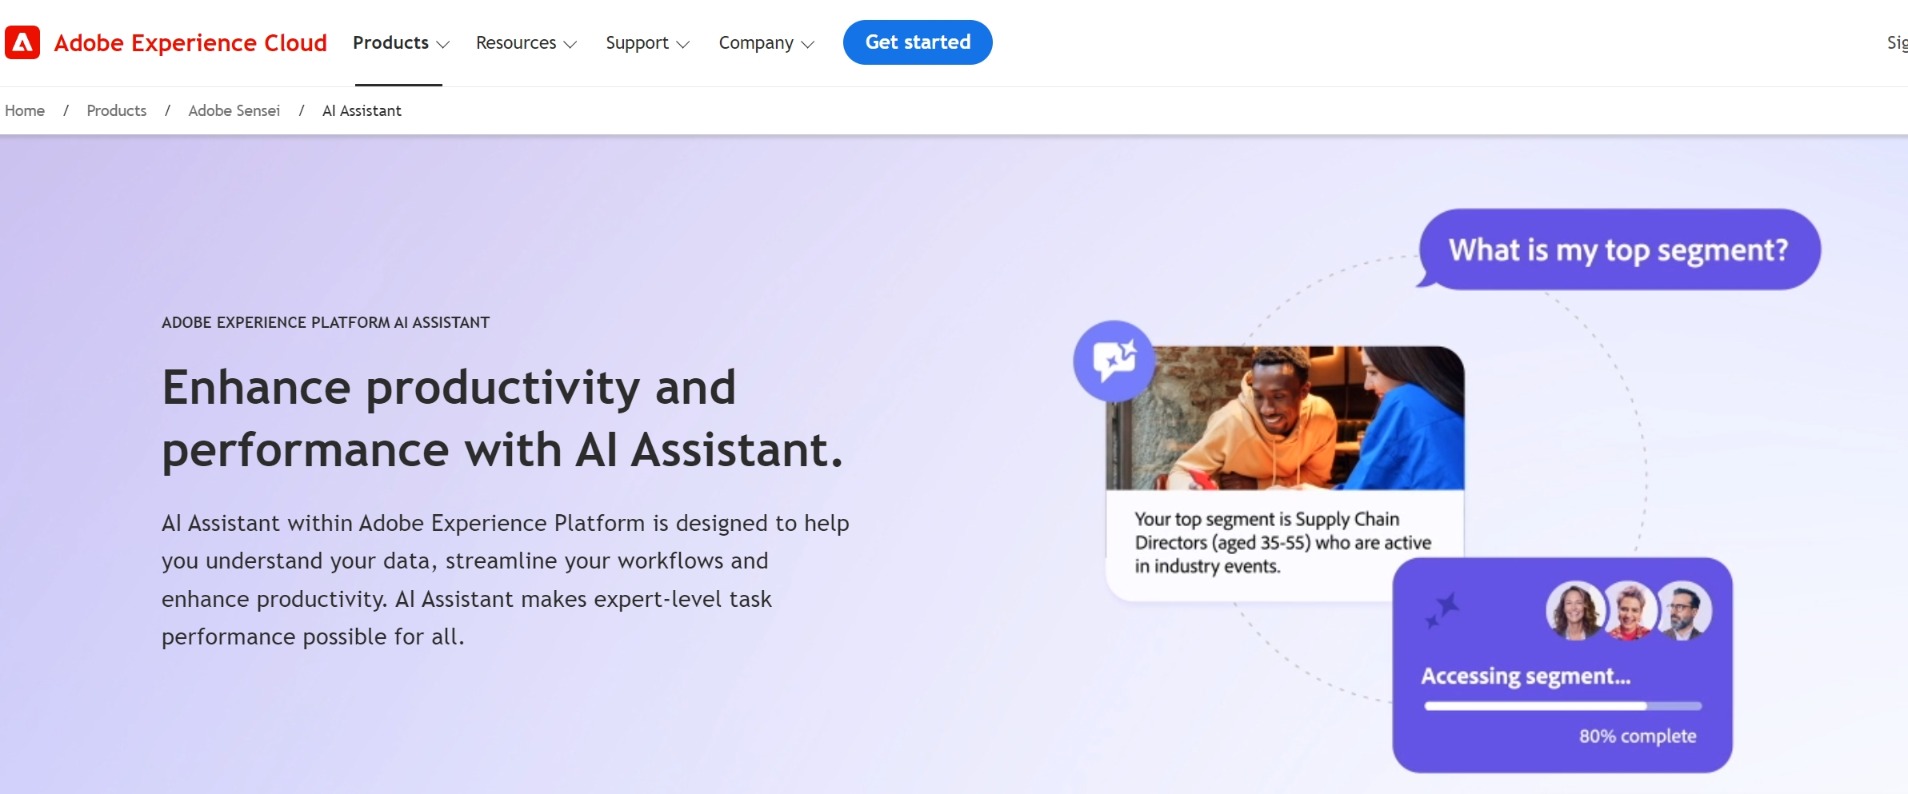 Adobe Experience Cloud Products Resources Support Company Get started
Home / Products / Adobe Sensei / AI Assistant
What is my top segment?
ADOBE EXPERIENCE PLATFORM AI ASSISTANT
Enhance productivity and
performance with AI Assistant.
AI Assistant within Adobe Experience Platform is designed to help
you understand your data, streamline your workflows and
enhance productivity. AI Assistant makes expert-level task
performance possible for all.
Your top segment is Supply Chain
Directors (aged 35-55) who are active
in industry events.
Accessing segment...
80% complete